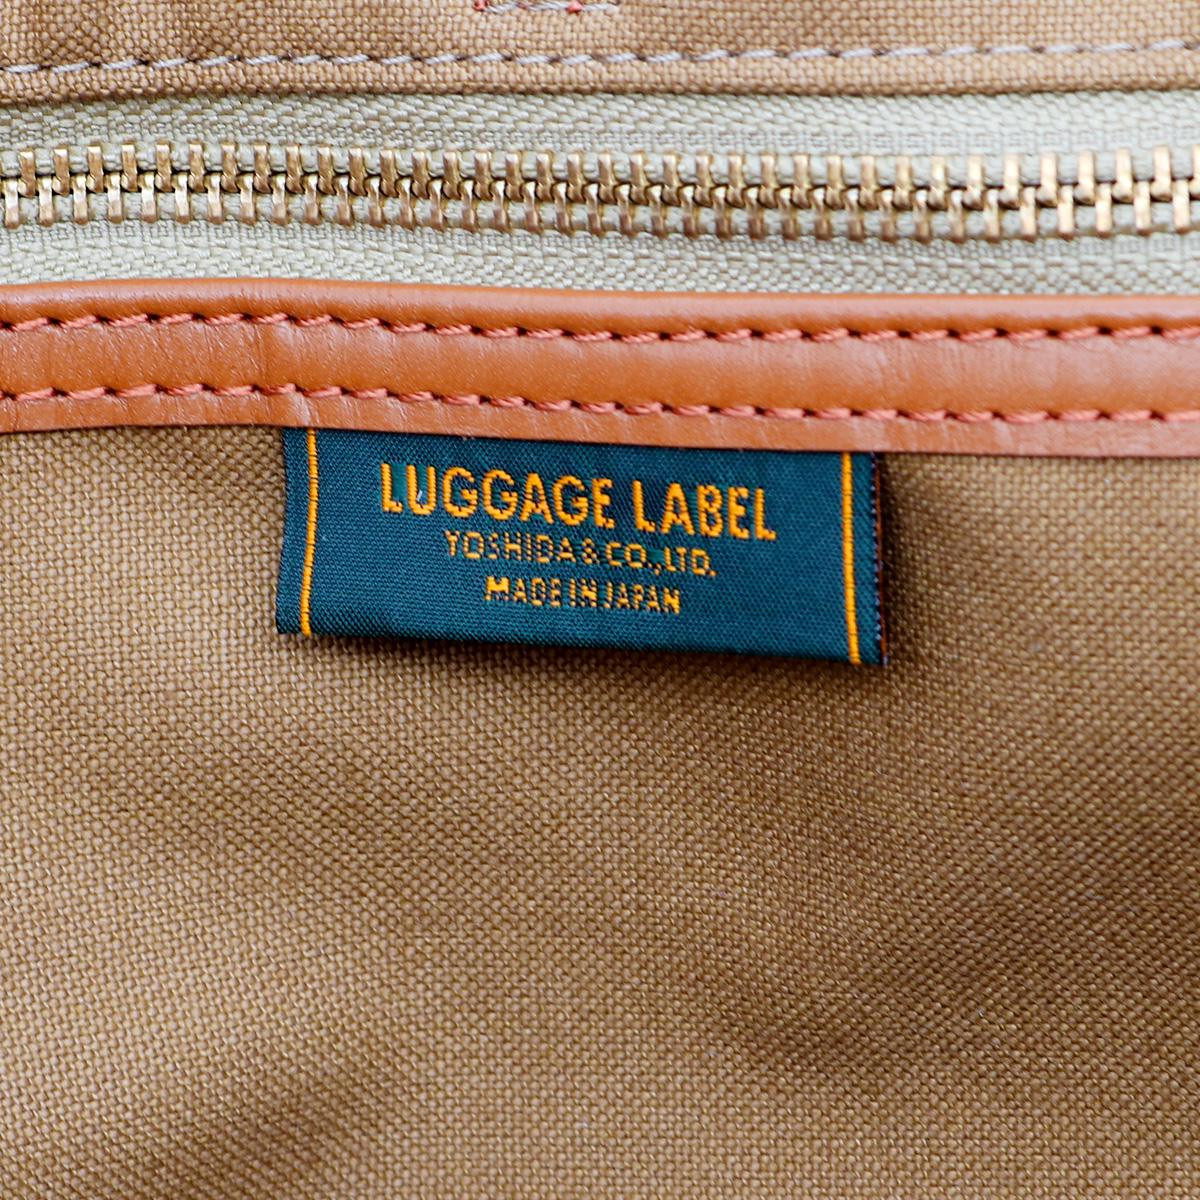 LUGGAGE LABEL
YOSHIDA & CO., LTD.
MADE IN JAPAN